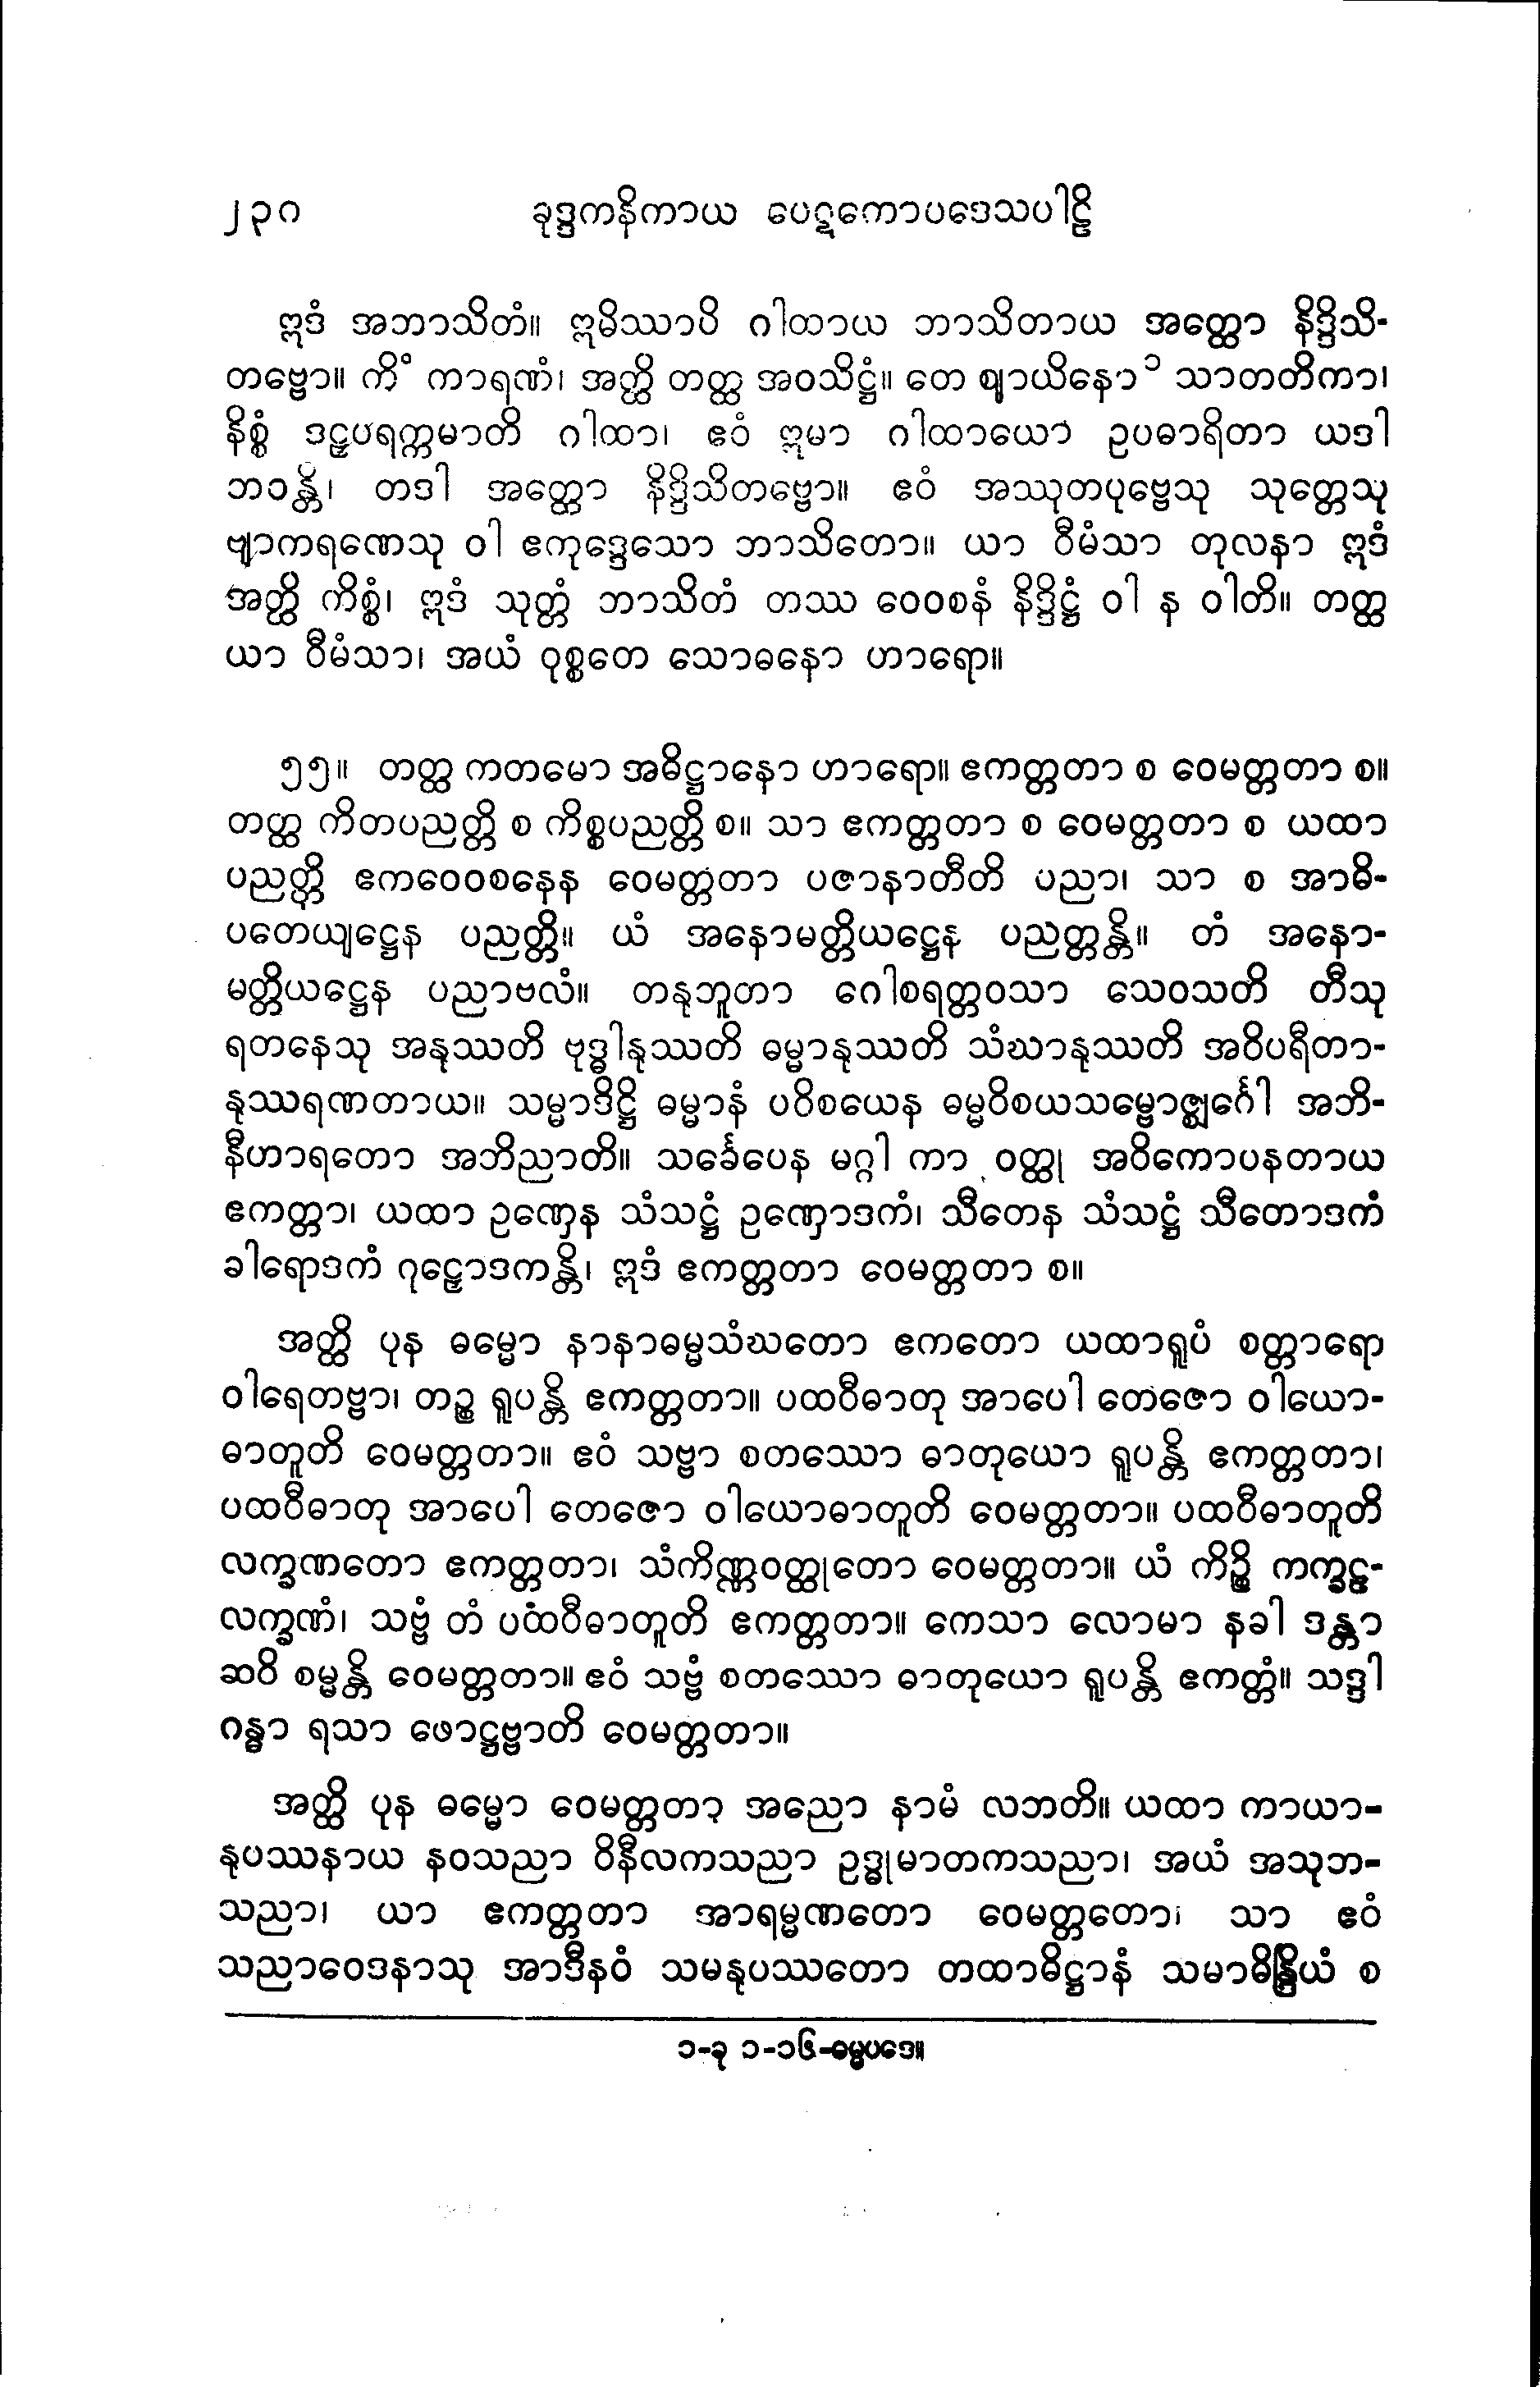 ၂၃၀ ခုဒ္ဒကနိကာယ ပေဋကောပဒေသပါဠိ
ဣဒံ အဘာသိတံ။ ဣမိဿာပိ ဂါထာယ ဘာသိတာယ အတ္ထော နိဒ္ဒိသိ-
တဗ္ဗော။ ကိံ ကာရဏံ၊ အတ္ထိ တတ္ထ အဝသိဋ္ဌံ။ တေ ဈာယိနော ၁ သာတတိကာ၊
နိစ္စံ ဒဠှပရက္ကမာတိ ဂါထာ၊ ဧဝံ ဣမာ ဂါထာယော ဥပဓာရိတာ ယဒါ
ဘဝန္တိ၊ တဒါ အတ္ထော နိဒ္ဒိသိတဗ္ဗော။ ဧဝံ အဿုတပုဗ္ဗေသု သုတ္တေသု
ဗျာကရဏေသု ဝါ ဧကုဒ္ဒေသော ဘာသိတော။ ယာ ဝီမံသာ တုလနာ ဣဒံ
အတ္ထိ ကိစ္စံ၊ ဣဒံ သုတ္တံ ဘာသိတံ တဿ ဝေဝစနံ နိဒ္ဒိဋ္ဌံ ဝါ န ဝါတိ။ တတ္ထ
ယာ ဝီမံသာ၊ အယံ ဝုစ္စတေ သောဓနော ဟာရော။
၅၅။ တတ္ထ ကတမော အဓိဋ္ဌာနော ဟာရော။ ဧကတ္တတာ စ ဝေမတ္တတာ စ။
တတ္ထ ကိတပညတ္တိ စ ကိစ္စပညတ္တိ စ။ သာ ဧကတ္တတာ စ ဝေမတ္တတာ စ ယထာ
ပညတ္တိ ဧကဝေဝစနေန ဝေမတ္တတာ ပဇာနာတီတိ ပညာ၊ သာ စ အာဓိ-
ပတေယျဋ္ဌေန ပညတ္တိ။ ယံ အနောမတ္တိယဋ္ဌေန ပညတ္တန္တိ။ တံ အနော-
မတ္တိယဋ္ဌေန ပညာဗလံ။ တနုဘူတာ ဂေါစရတ္တဝသာ သေဝသတိ တီသု
ရတနေသု အနုဿတိ ဗုဒ္ဓါနုဿတိ ဓမ္မာနုဿတိ သံဃာနုဿတိ အဝိပရီတာ-
နုဿရဏတာယ။ သမ္မာဒိဋ္ဌိ ဓမ္မာနံ ပဝိစယေန ဓမ္မဝိစယသမ္ဗောဇ္ဈင်္ဂေါ အဘိ-
နီဟာရတော အဘိညာတိ။ သင်္ခေပေန မဂ္ဂါ ကာ ဝတ္ထု အဝိကောပနတာယ
ဧကတ္တာ၊ ယထာ ဥဏှေန သံသဋ္ဌံ ဥဏှောဒကံ၊ သီတေန သံသဋ္ဌံ သီတောဒကံ
ခါရောဒကံ ဂုဠှောဒကန္တိ၊ ဣဒံ ဧကတ္တတာ ဝေမတ္တတာ စ။
အတ္ထိ ပုန ဓမ္မော နာနာဓမ္မသံဃတော ဧကတော ယထာရူပံ စတ္တာရော
ဝါရေတဗ္ဗာ၊ တဉ္စ ရူပန္တိ ဧကတ္တတာ။ ပထဝီဓာတု အာပေါ တေဇော ဝါယော-
ဓာတူတိ ဝေမတ္တတာ။ ဧဝံ သဗ္ဗာ စတဿော ဓာတုယော ရူပန္တိ ဧကတ္တတာ၊
ပထဝီဓာတု အာပေါ တေဇော ဝါယောဓာတူတိ ဝေမတ္တတာ။ ပထဝီဓာတူတိ
လက္ခဏတော ဧကတ္တတာ၊ သံကိဏ္ဏဝတ္ထုတော ဝေမတ္တတာ။ ယံ ကိဉ္စိ ကက္ခဠ-
လက္ခဏံ၊ သဗ္ဗံ တံ ပထဝီဓာတူတိ ဧကတ္တတာ။ ကေသာ လောမာ နခါ ဒန္တာ
ဆဝိ စမ္မန္တိ ဝေမတ္တတာ။ ဧဝံ သဗ္ဗံ စတဿော ဓာတုယော ရူပန္တိ ဧကတ္တံ။ သဒ္ဒါ
ဂန္ဓာ ရသာ ဖောဋ္ဌဗ္ဗာတိ ဝေမတ္တတာ။
အတ္ထိ ပုန ဓမ္မော ဝေမတ္တတာ အညော နာမံ လဘတိ။ ယထာ ကာယာ-
နုပဿနာယ နဝသညာ ဝိနီလကသညာ ဥဒ္ဓုမာတကသညာ၊ အယံ အသုဘ-
သညာ၊ ယာ ဧကတ္တတာ အာရမ္မဏတော ဝေမတ္တတော၊ သာ ဧဝံ
သညာဝေဒနာသု အာဒီနဝံ သမနုပဿတော တထာဓိဋ္ဌာနံ သမာဓိန္ဒြိယံ စ
၁-ခု ၁-၁၆-ဓမ္မပဒေ။